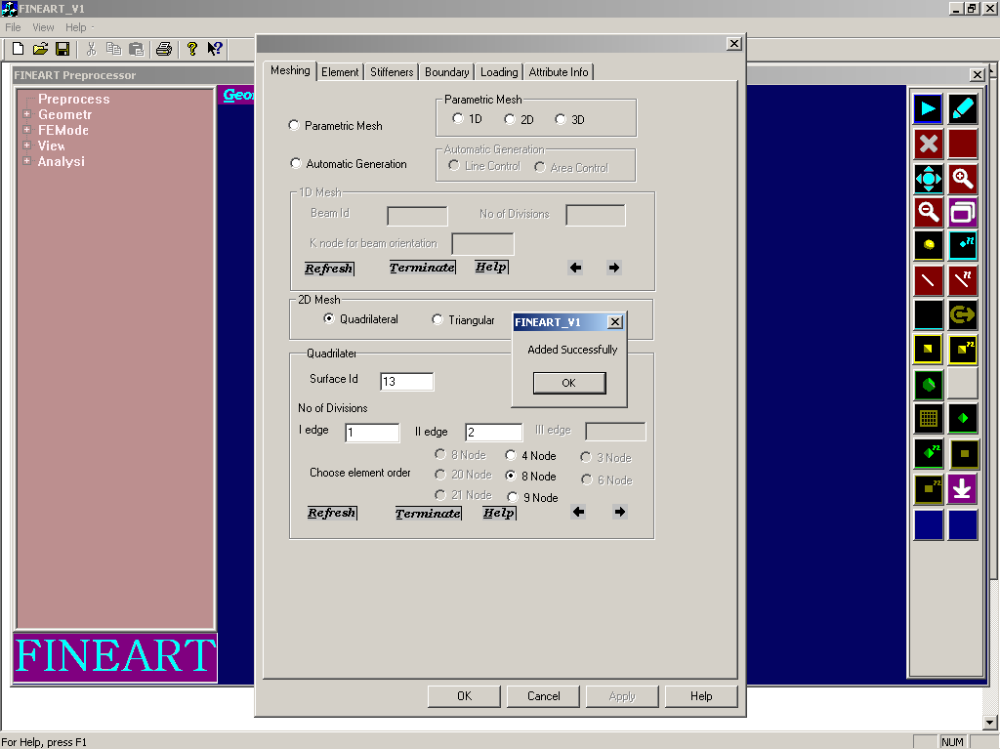 FINEART_V1
File View Help
FINEART Preprocessor
Preprocess
Geometr
FEMode
View
Analysi
FINEART
Geor
Meshing Element Stiffeners Boundary Loading Attribute Info
Parametric Mesh
Parametric Mesh
1D 2D 3D
Automatic Generation
Automatic Generation
Line Control Area Control
1D Mesh
Beam Id No of Divisions
K node for beam orientation
Refresh Terminate Help
2D Mesh
Quadrilateral Triangular
FINEART_V1
Added Successfully
OK
Quadrilater
Surface Id 13
No of Divisions
I edge 1 II edge 2 III edge
8 Node 4 Node 3 Node
Choose element order 20 Node 8 Node 6 Node
21 Node 9 Node
Refresh Terminate Help
OK Cancel Apply Help
For Help, press F1 NUM